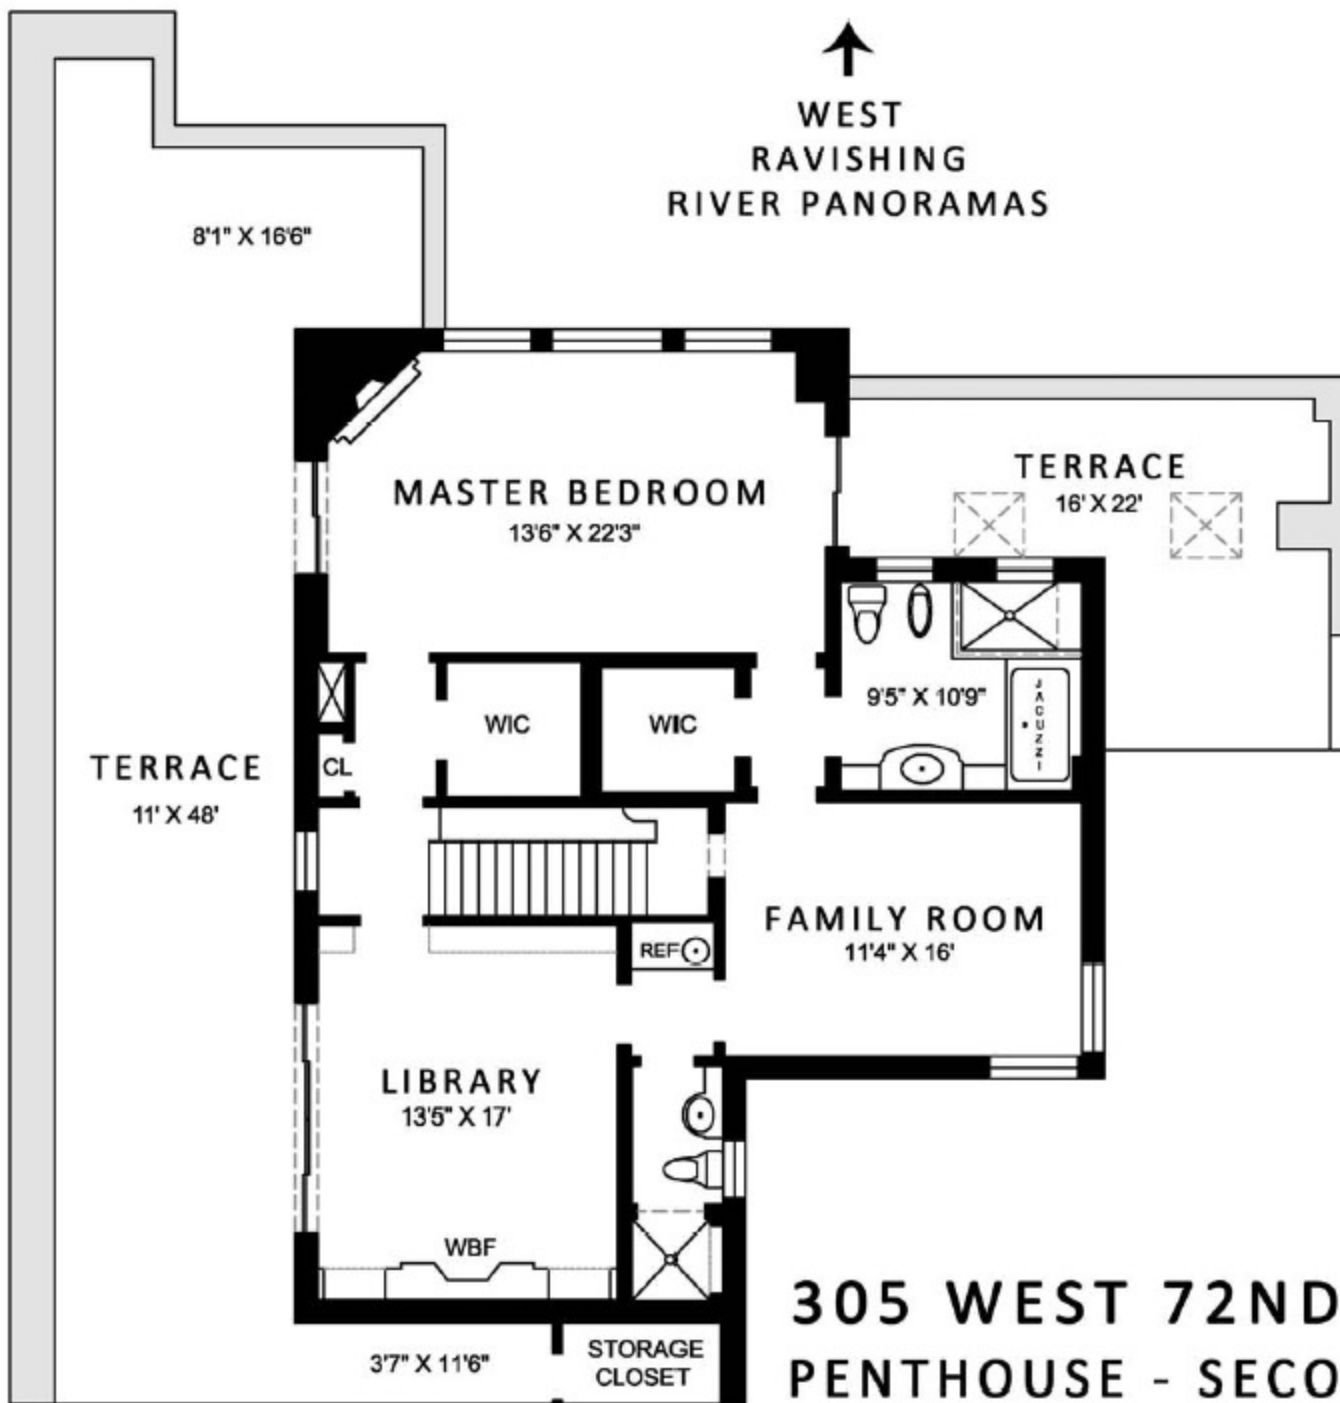 WEST
RAVISHING
RIVER PANORAMAS
8'1" X 16'6"
MASTER BEDROOM
13'6" X 22'3"
TERRACE
16' X 22'
WIC
WIC
9'5" X 10'9"
JACUZZI
CL
TERRACE
11' X 48'
FAMILY ROOM
11'4" X 16'
REF
LIBRARY
13'5" X 17'
WBF
3'7" X 11'6"
STORAGE
CLOSET
305 WEST 72ND
PENTHOUSE - SECO